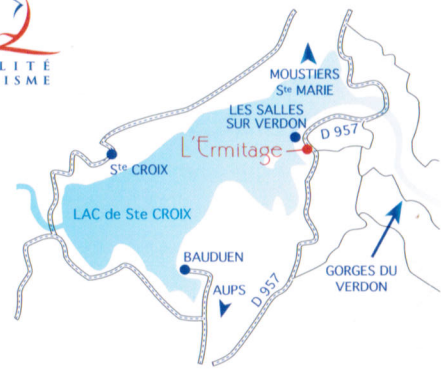 LITÉ
ISME
MOUSTIERS
Ste MARIE
LES SALLES
SUR VERDON
D 957
L'Ermitage
Ste CROIX
LAC de Ste CROIX
BAUDUEN
AUPS
D 957
GORGES DU
VERDON